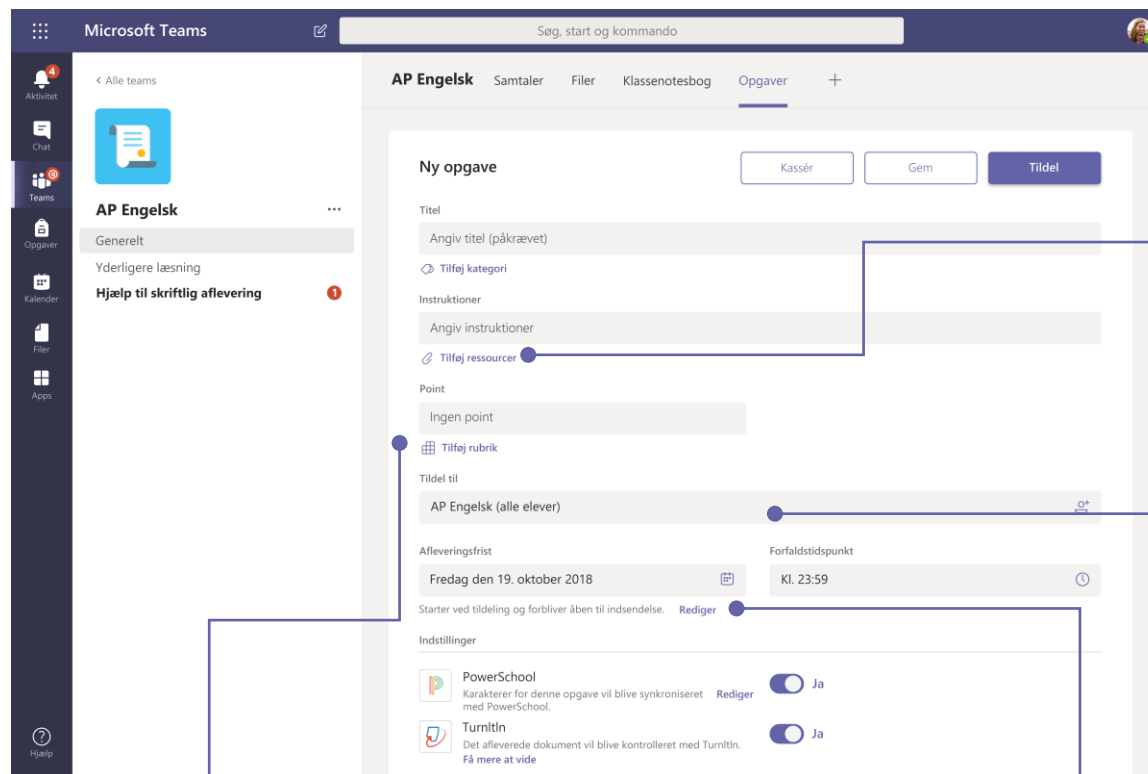 Microsoft Teams
Søg, start og kommando
4
Aktivitet
Chat
@
Teams
Opgaver
Kalender
Filer
Apps
Hjælp
< Alle teams
AP Engelsk
...
Generelt
Yderligere læsning
Hjælp til skriftlig aflevering
1
AP Engelsk Samtaler Filer Klassenotesbog Opgaver +
Ny opgave
Kassér
Gem
Tildel
Titel
Angiv titel (påkrævet)
Tilføj kategori
Instruktioner
Angiv instruktioner
Tilføj ressourcer
Point
Ingen point
Tilføj rubrik
Tildel til
AP Engelsk (alle elever)
Afleveringsfrist
Fredag den 19. oktober 2018
Forfaldstidspunkt
Kl. 23:59
Starter ved tildeling og forbliver åben til indsendelse. Rediger
Indstillinger
PowerSchool
Karakterer for denne opgave vil blive synkroniseret
med PowerSchool.
Rediger
Ja
TurnItIn
Det afleverede dokument vil blive kontrolleret med TurnItIn.
Få mere at vide
Ja